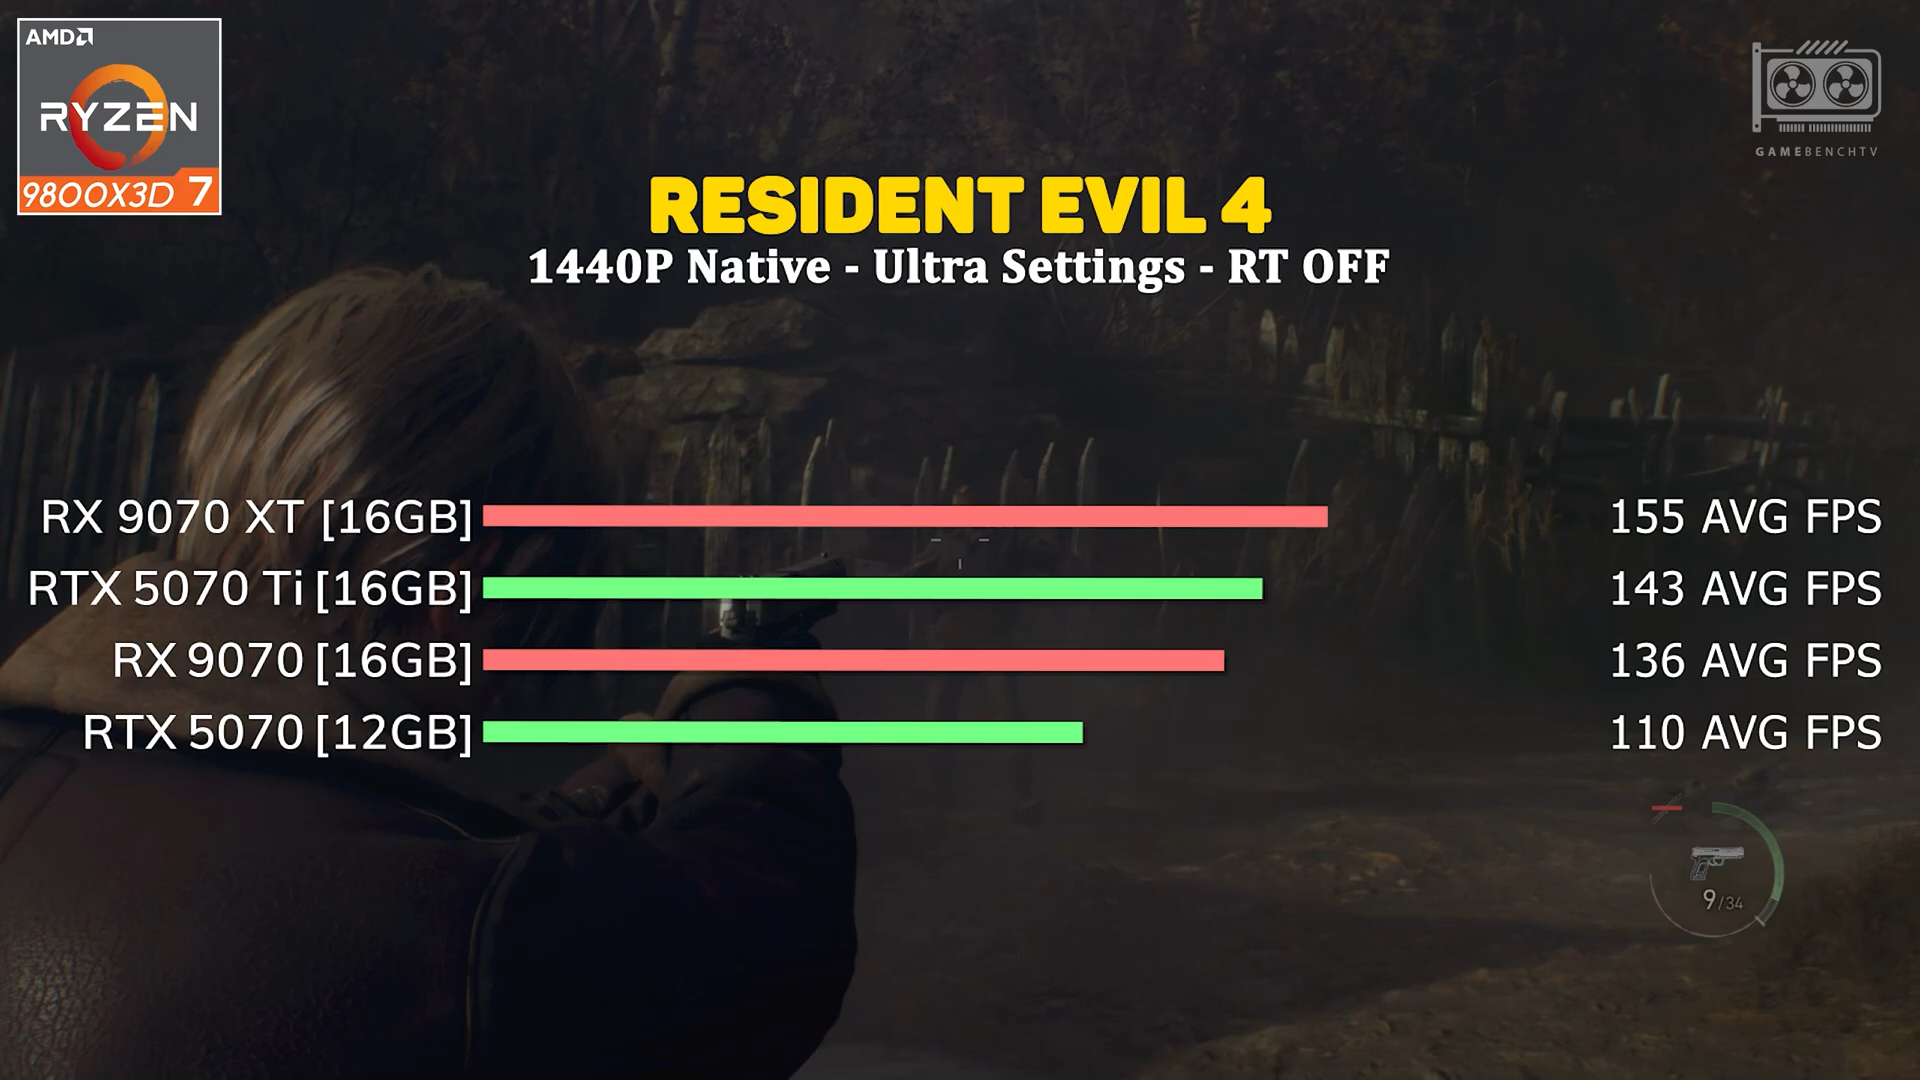 AMD
RYZEN
9800X3D 7
GAMEBENCHTV
RESIDENT EVIL 4
1440P Native - Ultra Settings - RT OFF
RX 9070 XT [16GB] 155 AVG FPS
RTX 5070 Ti [16GB] 143 AVG FPS
RX 9070 [16GB] 136 AVG FPS
RTX 5070 [12GB] 110 AVG FPS
9/34